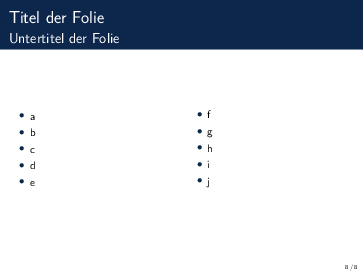 Titel der Folie
Untertitel der Folie
• a
• b
• c
• d
• e
• f
• g
• h
• i
• j
8 / 8